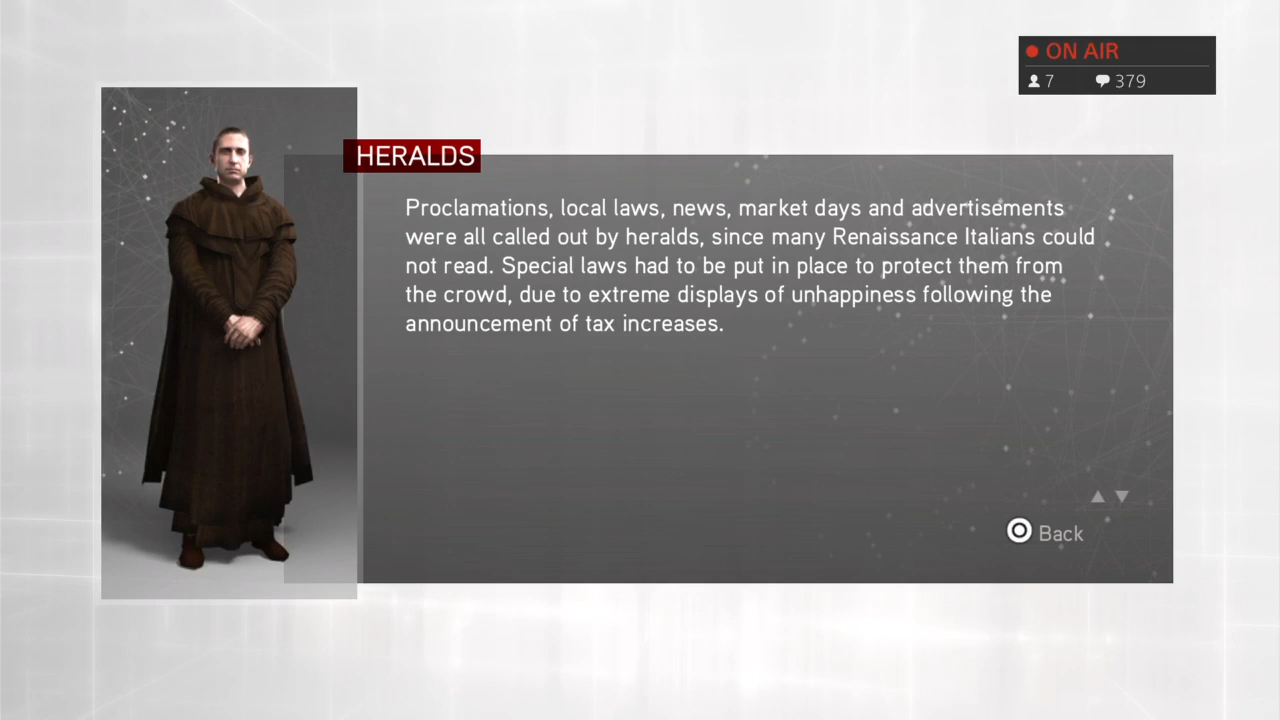 ON AIR
7 379
HERALDS
Proclamations, local laws, news, market days and advertisements
were all called out by heralds, since many Renaissance Italians could
not read. Special laws had to be put in place to protect them from
the crowd, due to extreme displays of unhappiness following the
announcement of tax increases.
Back